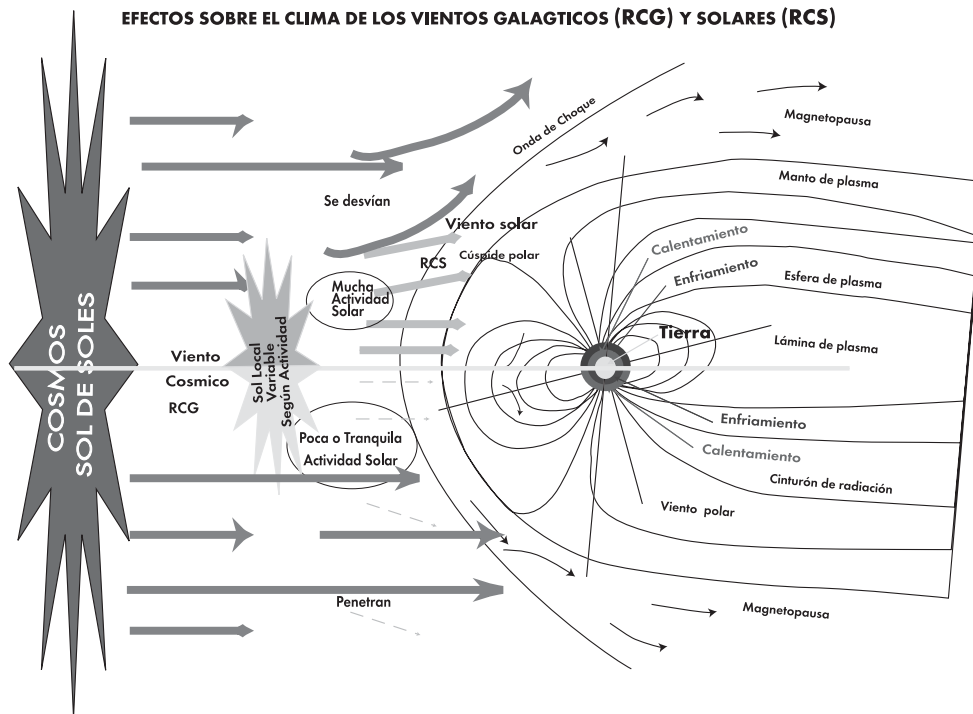 EFECTOS SOBRE EL CLIMA DE LOS VIENTOS GALAGTICOS (RCG) Y SOLARES (RCS)
Onda de Choque
Magnetopausa
Manto de plasma
Se desvían
Viento solar
RCS
Cúspide polar
Calentamiento
Enfriamiento
Esfera de plasma
Mucha
Actividad
Solar
Tierra
Lámina de plasma
COSMOS
SOL DE SOLES
Viento
Cosmico
RCG
Sol Local
Variable
Según Actividad
Poca o Tranquila
Actividad Solar
Enfriamiento
Calentamiento
Cinturón de radiación
Viento polar
Penetran
Magnetopausa